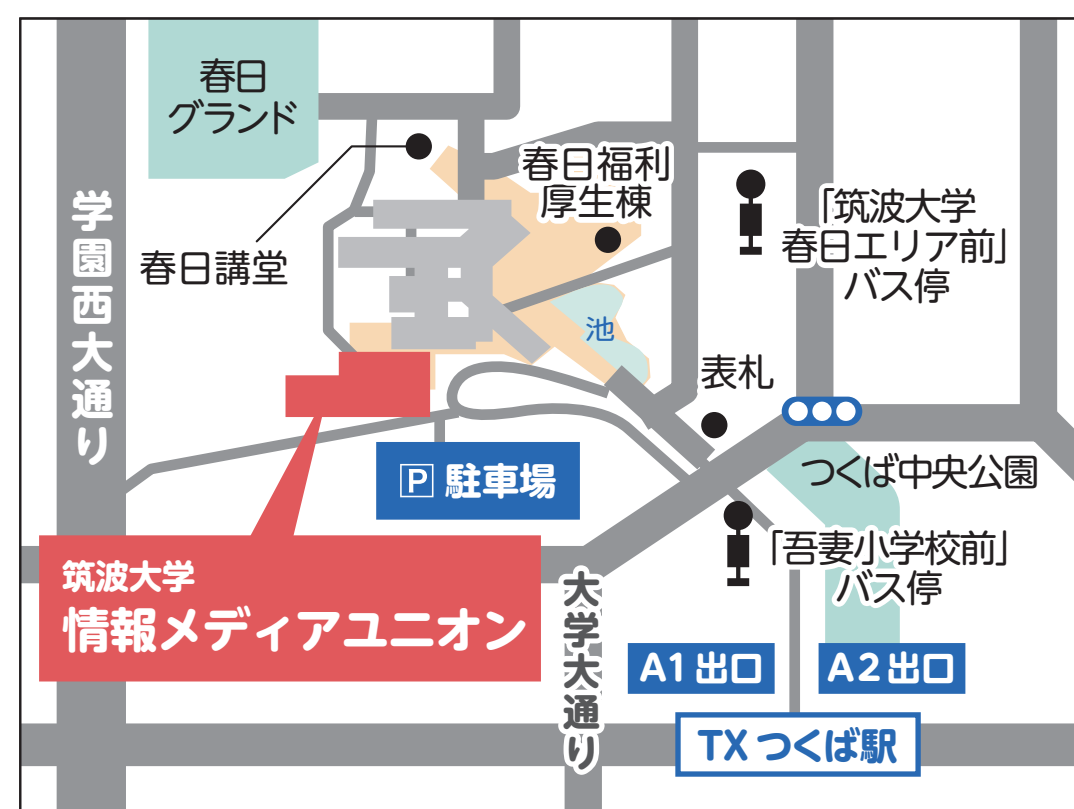 春日
グランド
春日福利
厚生棟
学園西大通り
春日講堂
「筑波大学
春日エリア前」
バス停
池
表札
つくば中央公園
P 駐車場
「吾妻小学校前」
バス停
筑波大学
情報メディアユニオン
大学大通り
A1出口
A2出口
TX つくば駅